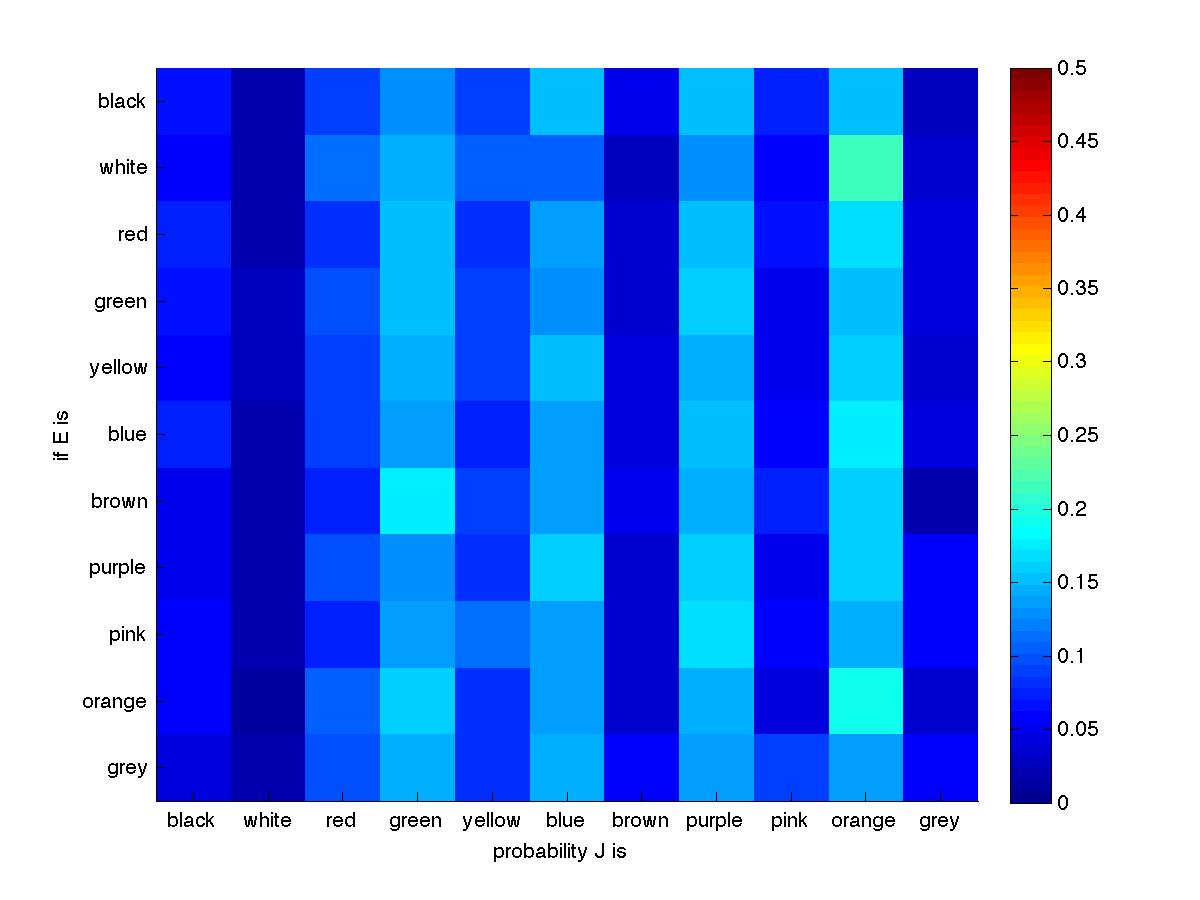 black
white
red
green
yellow
blue
brown
purple
pink
orange
grey
if E is
black white red green yellow blue brown purple pink orange grey
probability J is
0.5
0.45
0.4
0.35
0.3
0.25
0.2
0.15
0.1
0.05
0